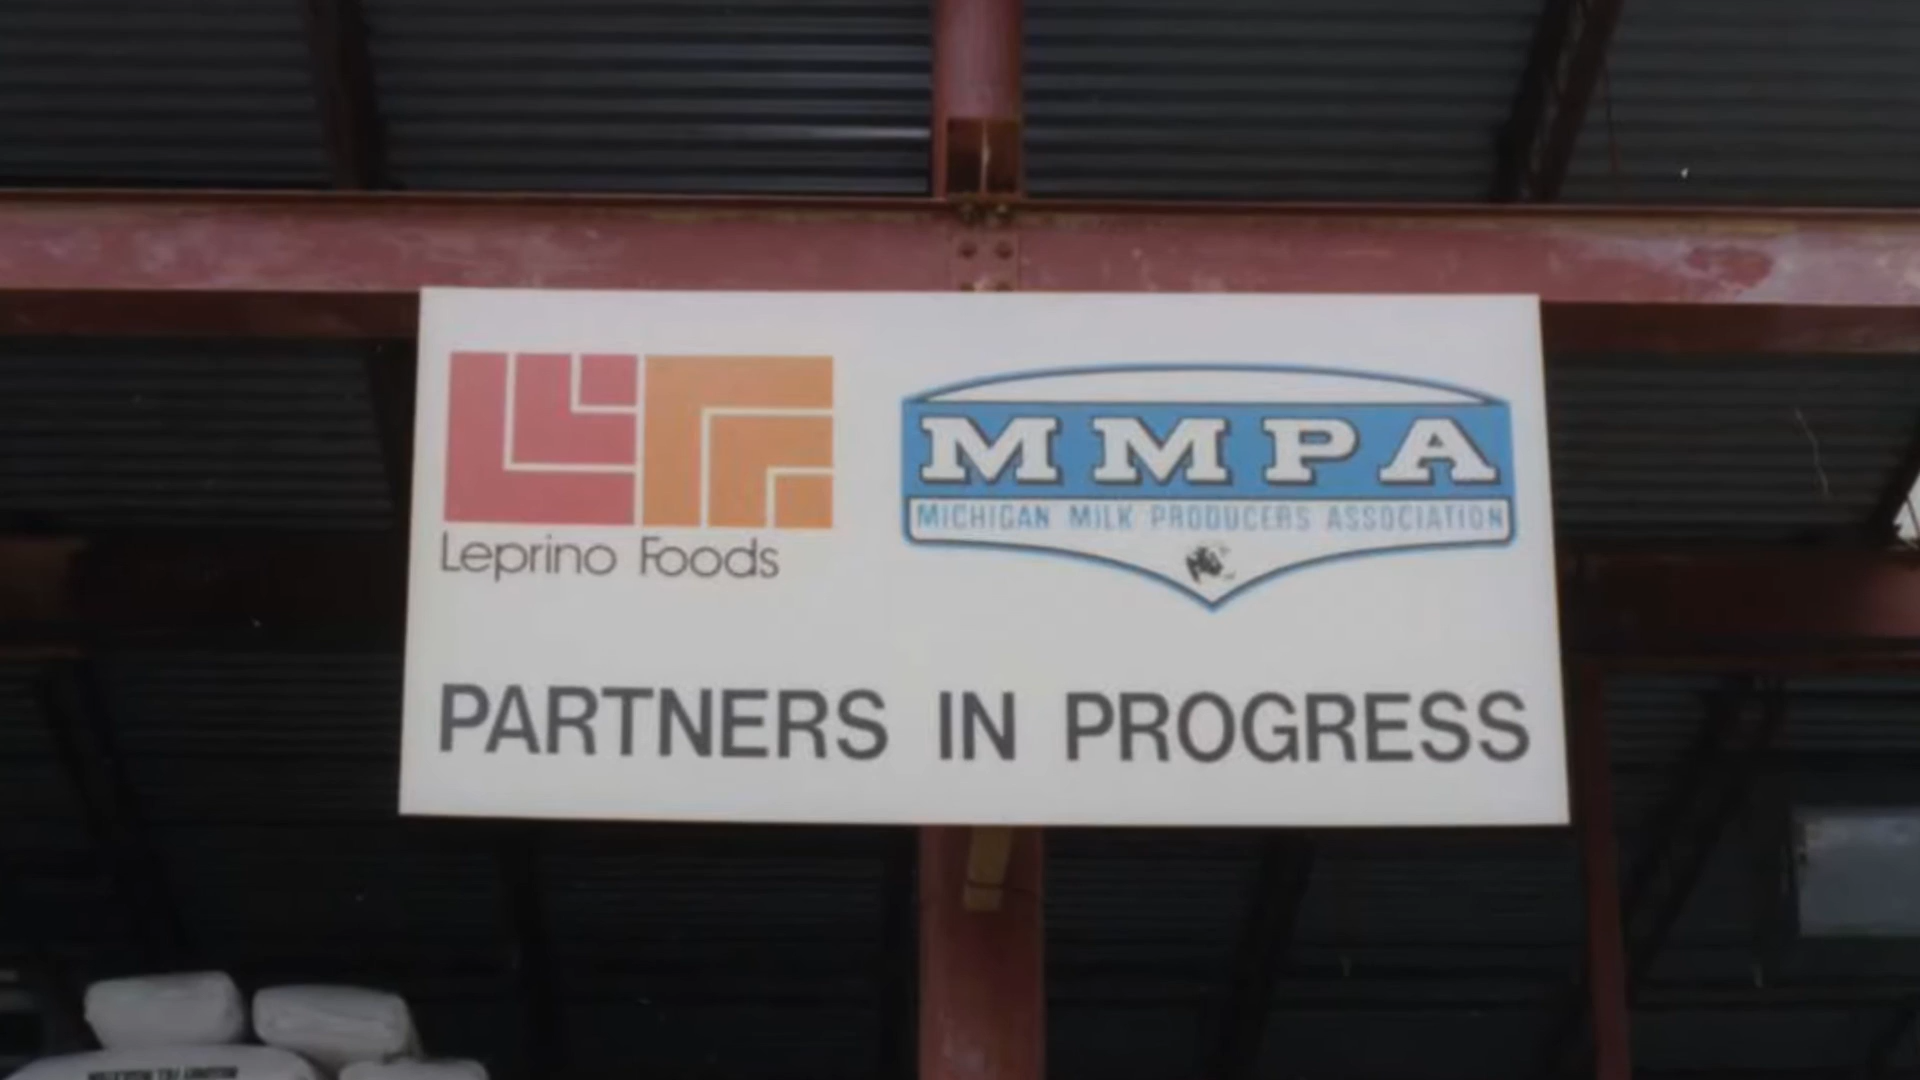 Leprino Foods
MMPA
MICHIGAN MILK PRODUCERS ASSOCIATION
PARTNERS IN PROGRESS